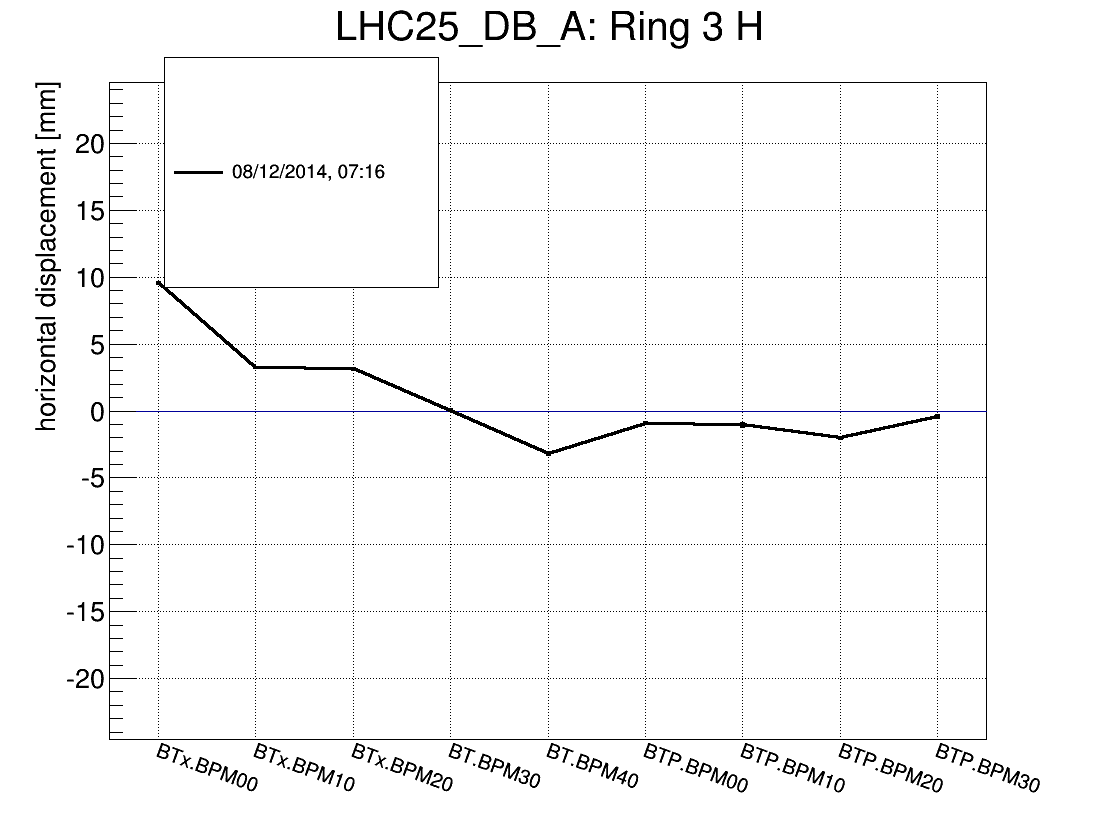 LHC25_DB_A: Ring 3 H
horizontal displacement [mm]
08/12/2014, 07:16
20
15
10
5
0
-5
-10
-15
-20
BTx.BPM00
BTx.BPM10
BTx.BPM20
BT.BPM30
BT.BPM40
BTP.BPM00
BTP.BPM10
BTP.BPM20
BTP.BPM30